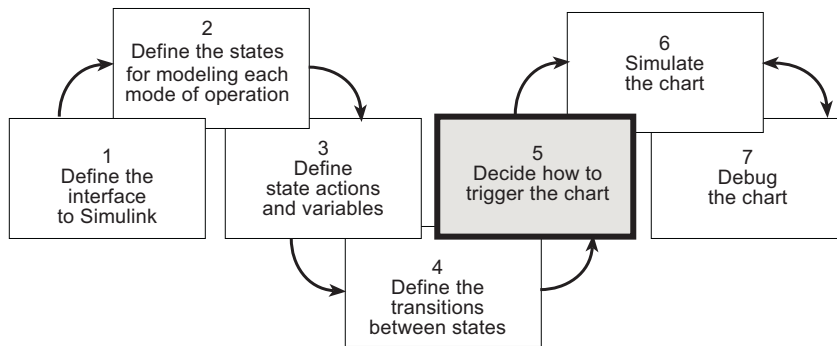 1
Define the
interface
to Simulink
2
Define the states
for modeling each
mode of operation
3
Define
state actions
and variables
4
Define the
transitions
between states
5
Decide how to
trigger the chart
6
Simulate
the chart
7
Debug
the chart